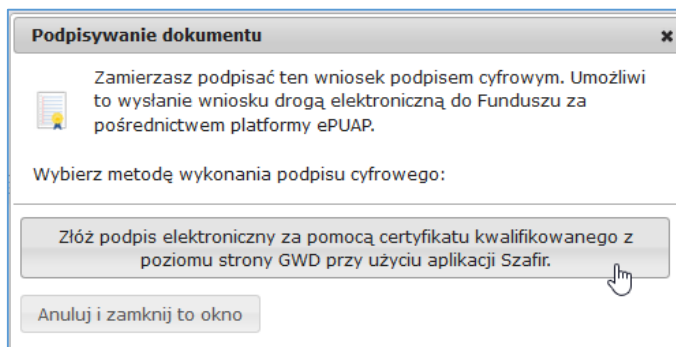 Podpisywanie dokumentu
Zamierzasz podpisać ten wniosek podpisem cyfrowym. Umożliwi
to wysłanie wniosku drogą elektroniczną do Funduszu za
pośrednictwem platformy ePUAP.
Wybierz metodę wykonania podpisu cyfrowego:
Złóż podpis elektroniczny za pomocą certyfikatu kwalifikowanego z
poziomu strony GWD przy użyciu aplikacji Szafir.
Anuluj i zamknij to okno